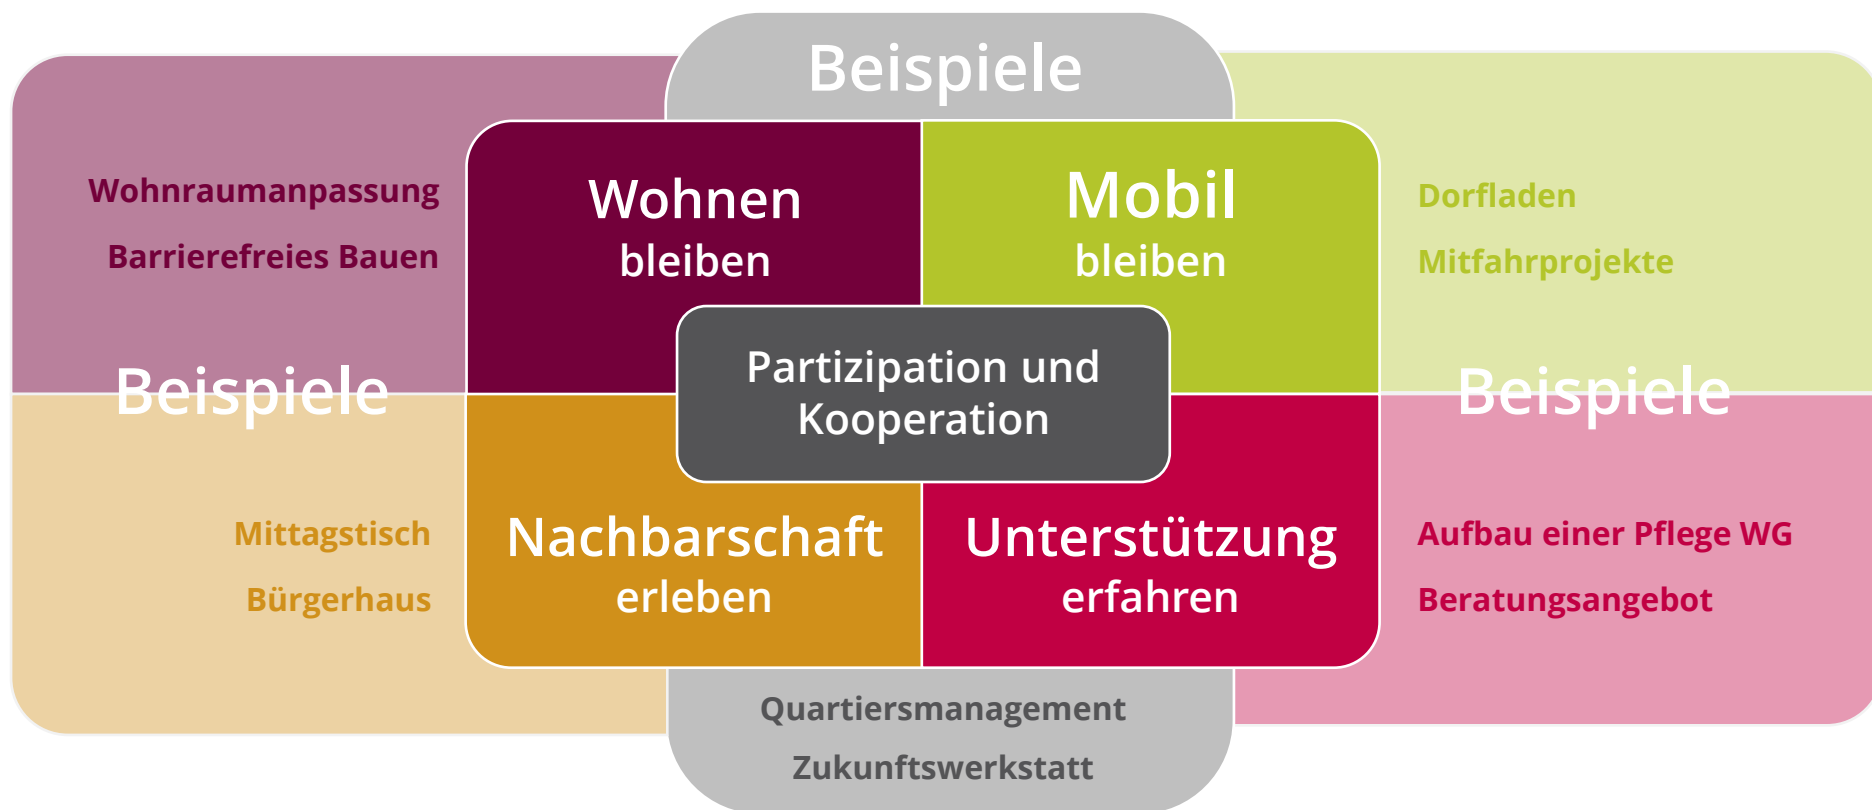 Beispiele
Wohnraumanpassung
Barrierefreies Bauen
Wohnen
bleiben
Mobil
bleiben
Dorfladen
Mitfahrprojekte
Beispiele
Partizipation und
Kooperation
Beispiele
Mittagstisch
Bürgerhaus
Nachbarschaft
erleben
Unterstützung
erfahren
Aufbau einer Pflege WG
Beratungsangebot
Quartiersmanagement
Zukunftswerkstatt